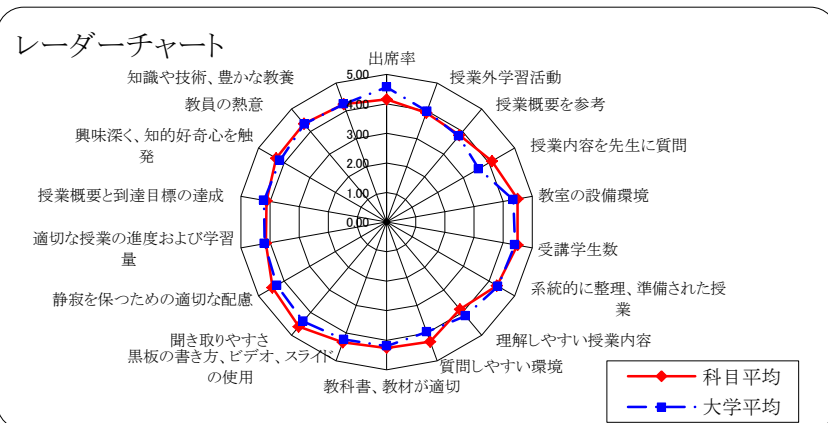 レーダーチャート
出席率
授業外学習活動
授業概要を参考
授業内容を先生に質問
教室の設備環境
受講学生数
系統的に整理、準備された授
業
理解しやすい授業内容
質問しやすい環境
教科書、教材が適切
黒板の書き方、ビデオ、スライド
の使用
聞き取りやすさ
静寂を保つための適切な配慮
適切な授業の進度および学習
量
授業概要と到達目標の達成
興味深く、知的好奇心を触
発
教員の熱意
知識や技術、豊かな教養
5.00
4.00
3.00
2.00
1.00
0.00
科目平均
大学平均